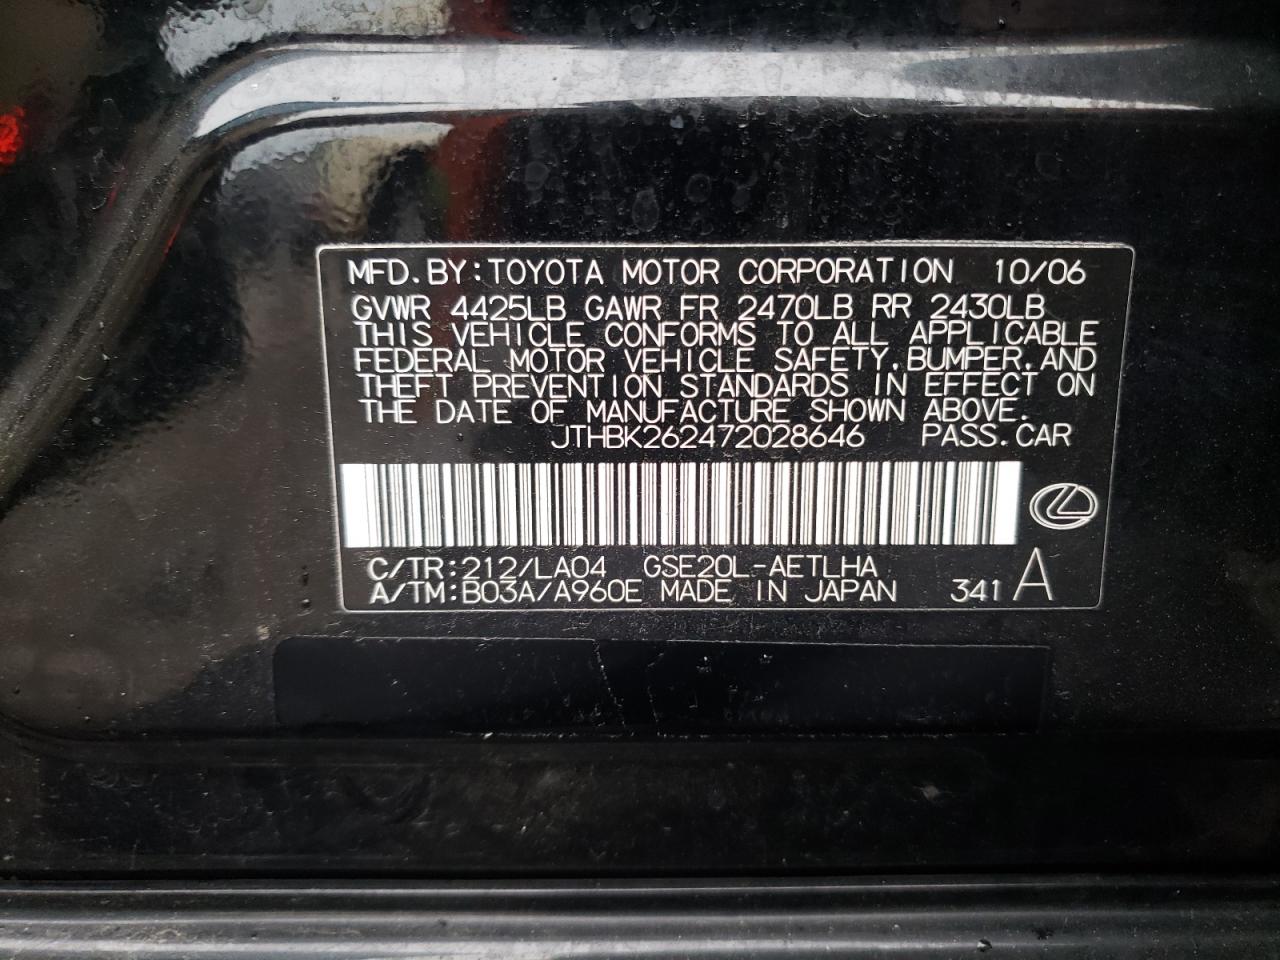 MFD.BY:TOYOTA MOTOR CORPORATION 10/06
GVWR 4425LB GAWR FR 2470LB RR 2430LB
THIS VEHICLE CONFORMS TO ALL APPLICABLE
FEDERAL MOTOR VEHICLE SAFETY,BUMPER,AND
THEFT PREVENTION STANDARDS IN EFFECT ON
THE DATE OF MANUFACTURE SHOWN ABOVE.
JTHBK262472028646 PASS.CAR
C/TR:212/LA04 GSE20L-AETLHA
A/TM:B03A/A960E MADE IN JAPAN 341 A